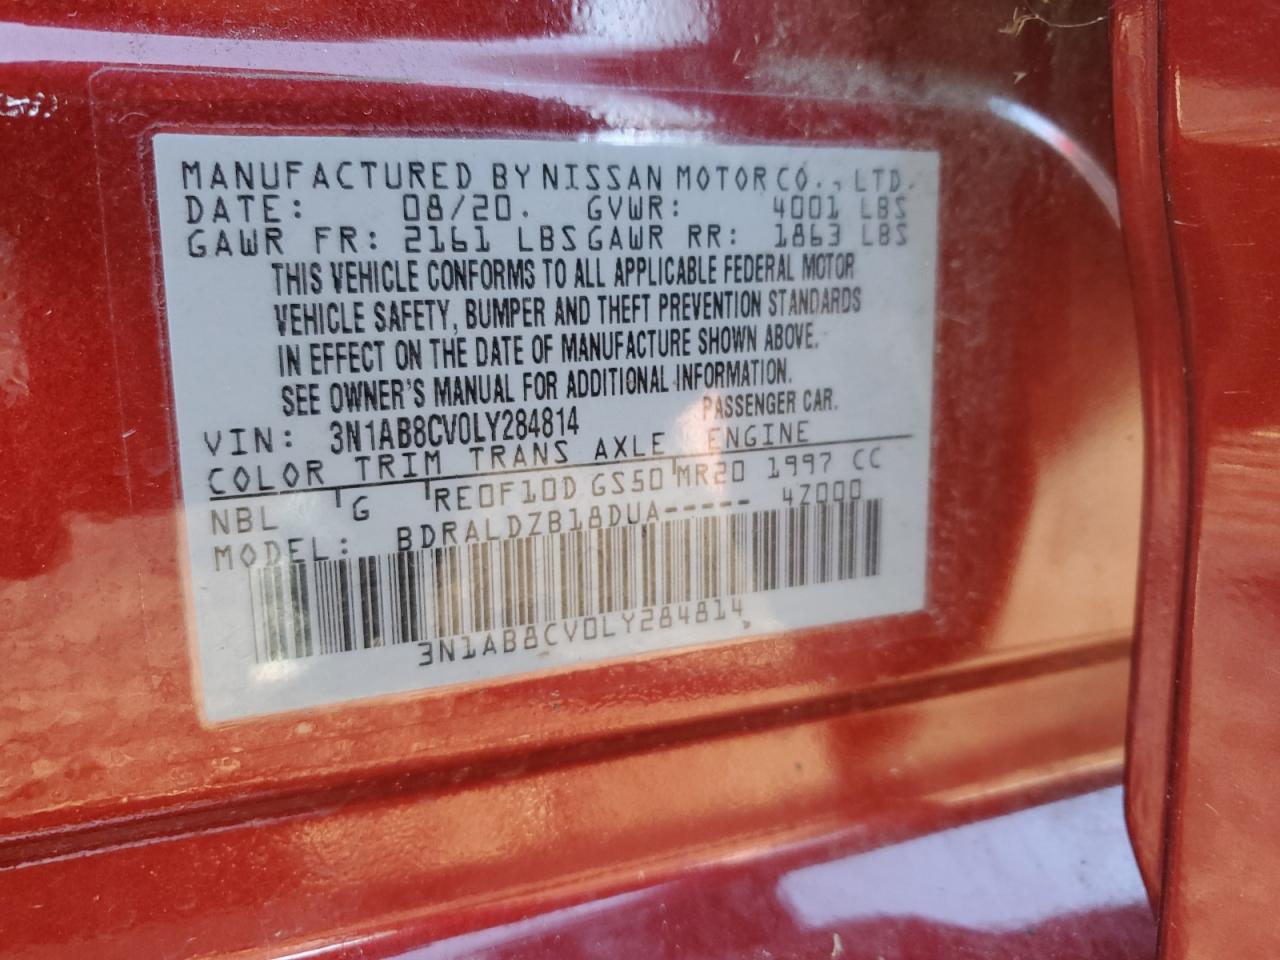 MANUFACTURED BY NISSAN MOTOR CO., LTD.
DATE: 08/20. GVWR: 4001 LBS
GAWR FR: 2161 LBS GAWR RR: 1863 LBS
THIS VEHICLE CONFORMS TO ALL APPLICABLE FEDERAL MOTOR
VEHICLE SAFETY, BUMPER AND THEFT PREVENTION STANDARDS
IN EFFECT ON THE DATE OF MANUFACTURE SHOWN ABOVE.
SEE OWNER'S MANUAL FOR ADDITIONAL INFORMATION.
VIN: 3N1AB8CV0LY284814 PASSENGER CAR.
COLOR TRIM TRANS AXLE ENGINE
NBL G RE0F10D GS50 MR20 1997 CC
MODEL: BDRALDZB18DUA----- 4Z000
3N1AB8CV0LY284814